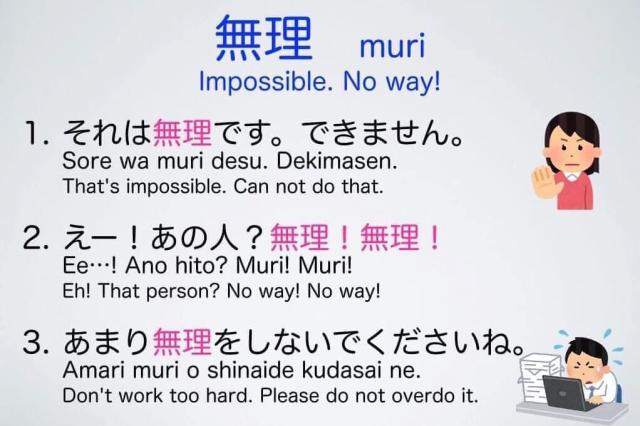 無理 muri
Impossible. No way!
1. それは無理です。できません。
Sore wa muri desu. Dekimasen.
That's impossible. Can not do that.
2. えー！あの人？無理！無理！
Ee…! Ano hito? Muri! Muri!
Eh! That person? No way! No way!
3. あまり無理をしないでくださいね。
Amari muri o shinaide kudasai ne.
Don't work too hard. Please do not overdo it.